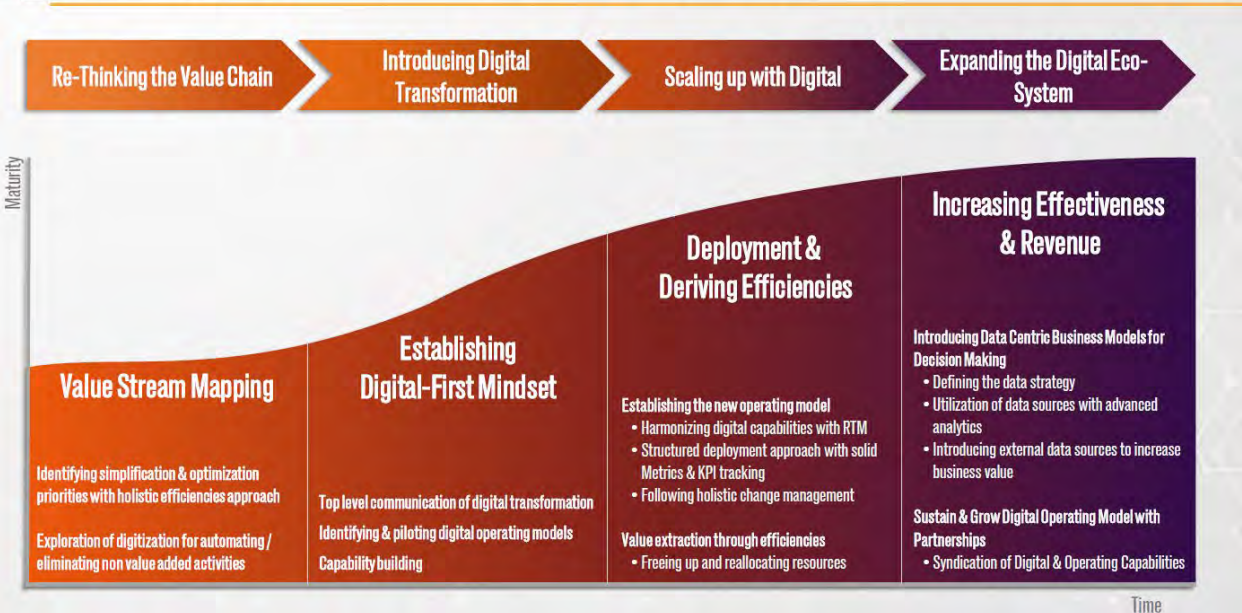 Re-Thinking the Value Chain
Introducing Digital
Transformation
Scaling up with Digital
Expanding the Digital Eco-
System
Maturity
Value Stream Mapping
Identifying simplification & optimization
priorities with holistic efficiencies approach
Exploration of digitization for automating /
eliminating non value added activities
Establishing
Digital-First Mindset
Top level communication of digital transformation
Identifying & piloting digital operating models
Capability building
Deployment &
Deriving Efficiencies
Establishing the new operating model
• Harmonizing digital capabilities with RTM
• Structured deployment approach with solid
Metrics & KPI tracking
• Following holistic change management
Value extraction through efficiencies
• Freeing up and reallocating resources
Increasing Effectiveness
& Revenue
Introducing Data Centric Business Models for
Decision Making
• Defining the data strategy
• Utilization of data sources with advanced
analytics
• Introducing external data sources to increase
business value
Sustain & Grow Digital Operating Model with
Partnerships
• Syndication of Digital & Operating Capabilities
Time